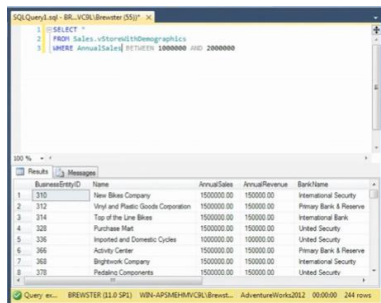 SQLQuery1.sql - BR...VC9L\Brewster (55))*
1 SELECT *
2 FROM Sales.vStoreWithDemographics
3 WHERE AnnualSales BETWEEN 1000000 AND 2000000
100 %
Results Messages
BusinessEntityID Name AnnualSales AnnualRevenue BankName
1 310 New Bikes Company 1500000.00 150000.00 International Security
2 312 Vinyl and Plastic Goods Corporation 1500000.00 150000.00 Primary Bank & Reserve
3 314 Top of the Line Bikes 1500000.00 150000.00 International Bank
4 328 Purchase Mart 1500000.00 150000.00 United Security
5 336 Imported and Domestic Cycles 1000000.00 100000.00 United Security
6 366 Activity Center 1500000.00 150000.00 Primary Bank & Reserve
7 368 Brightwork Company 1500000.00 150000.00 International Security
8 378 Pedaling Components 1500000.00 150000.00 United Security
Query ex... BREWSTER (11.0 SP1) WIN-APSMEHMVC9L\Brewst... AdventureWorks2012 00:00:00 244 rows